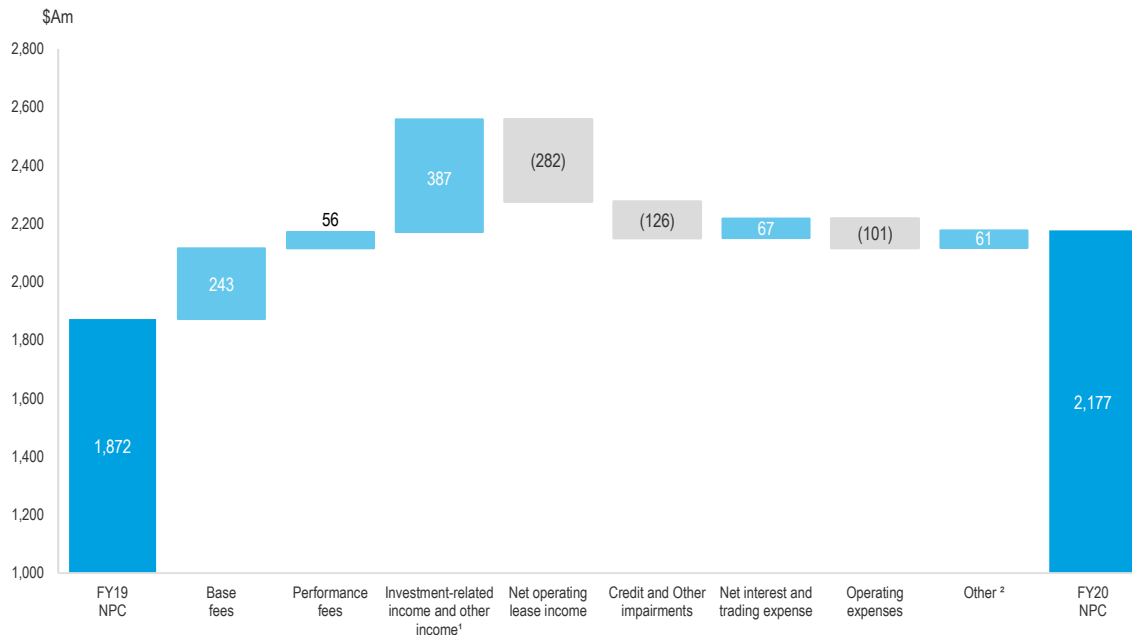 $Am
2,800
2,600
2,400
2,200
2,000
1,800
1,600
1,400
1,200
1,000
1,872
243
56
387
(282)
(126)
67
(101)
61
2,177
FY19
NPC
Base
fees
Performance
fees
Investment-related
income and other
income¹
Net operating
lease income
Credit and Other
impairments
Net interest and
trading expense
Operating
expenses
Other ²
FY20
NPC